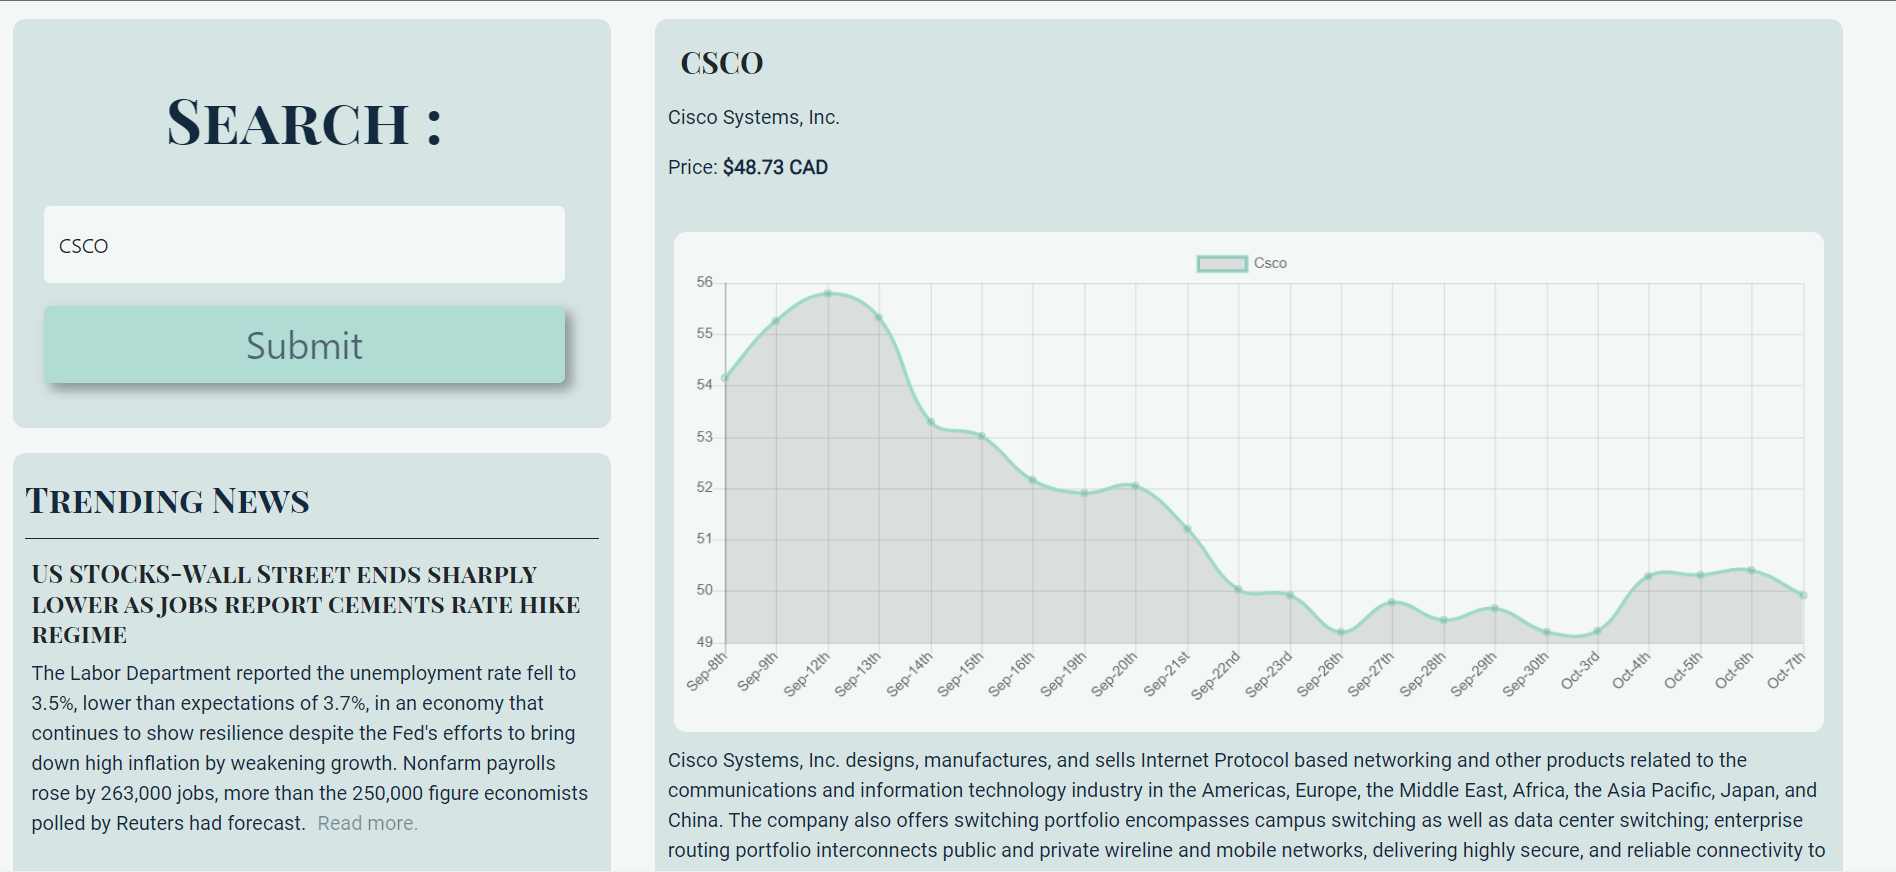 Search :
CSCO
Submit
Trending News
US STOCKS-Wall Street ends sharply
lower as jobs report cements rate hike
regime
The Labor Department reported the unemployment rate fell to
3.5%, lower than expectations of 3.7%, in an economy that
continues to show resilience despite the Fed's efforts to bring
down high inflation by weakening growth. Nonfarm payrolls
rose by 263,000 jobs, more than the 250,000 figure economists
polled by Reuters had forecast. Read more.
CSCO
Cisco Systems, Inc.
Price: $48.73 CAD
Csco
56
55
54
53
52
51
50
49
Sep-8th
Sep-9th
Sep-12th
Sep-13th
Sep-14th
Sep-15th
Sep-16th
Sep-19th
Sep-20th
Sep-21st
Sep-22nd
Sep-23rd
Sep-26th
Sep-27th
Sep-28th
Sep-29th
Sep-30th
Oct-3rd
Oct-4th
Oct-5th
Oct-6th
Oct-7th
Cisco Systems, Inc. designs, manufactures, and sells Internet Protocol based networking and other products related to the
communications and information technology industry in the Americas, Europe, the Middle East, Africa, the Asia Pacific, Japan, and
China. The company also offers switching portfolio encompasses campus switching as well as data center switching; enterprise
routing portfolio interconnects public and private wireline and mobile networks, delivering highly secure, and reliable connectivity to